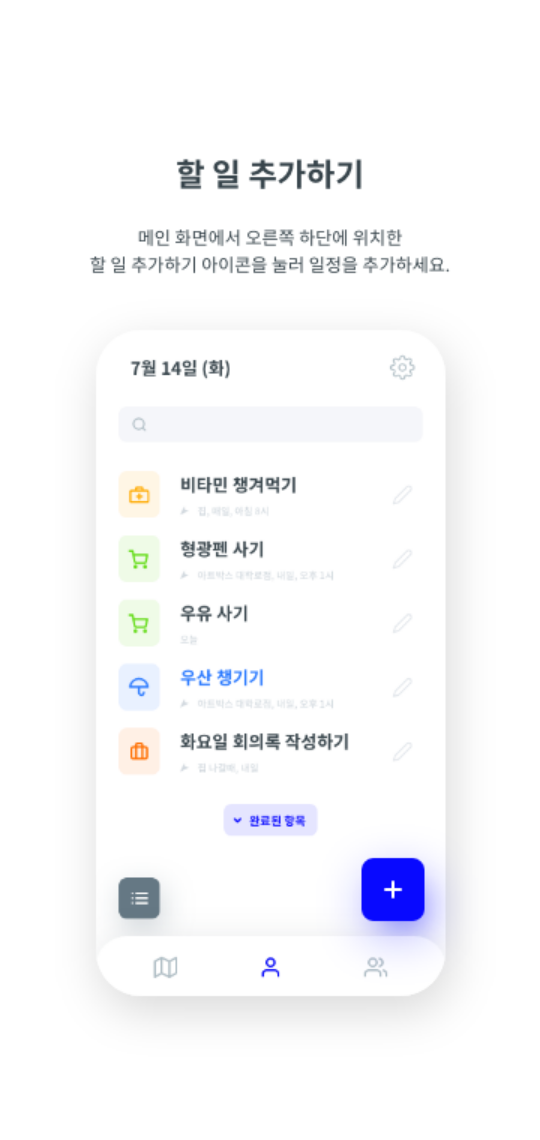 할 일 추가하기
메인 화면에서 오른쪽 하단에 위치한
할 일 추가하기 아이콘을 눌러 일정을 추가하세요.
7월 14일 (화)
비타민 챙겨먹기
집, 매일, 아침 8시
형광펜 사기
아트박스 대학로점, 내일, 오후 1시
우유 사기
오늘
우산 챙기기
아트박스 대학로점, 내일, 오후 1시
화요일 회의록 작성하기
집 나갈때, 내일
완료된 항목